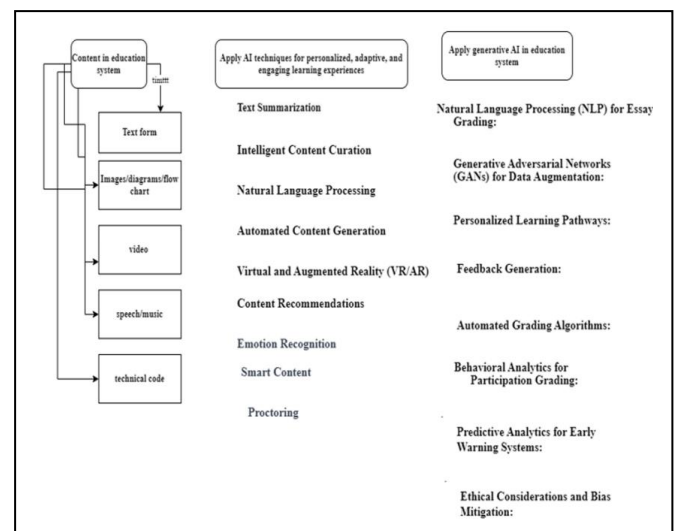 Content in education
system
tinsttt
Text form
Images/diagrams/flow
chart
video
speech/music
technical code
Apply AI techniques for personalized, adaptive, and
engaging learning experiences
Text Summarization
Intelligent Content Curation
Natural Language Processing
Automated Content Generation
Virtual and Augmented Reality (VR/AR)
Content Recommendations
Emotion Recognition
Smart Content
Proctoring
Apply generative AI in education
system
Natural Language Processing (NLP) for Essay
Grading:
Generative Adversarial Networks
(GANs) for Data Augmentation:
Personalized Learning Pathways:
Feedback Generation:
Automated Grading Algorithms:
Behavioral Analytics for
Participation Grading:
Predictive Analytics for Early
Warning Systems:
Ethical Considerations and Bias
Mitigation: